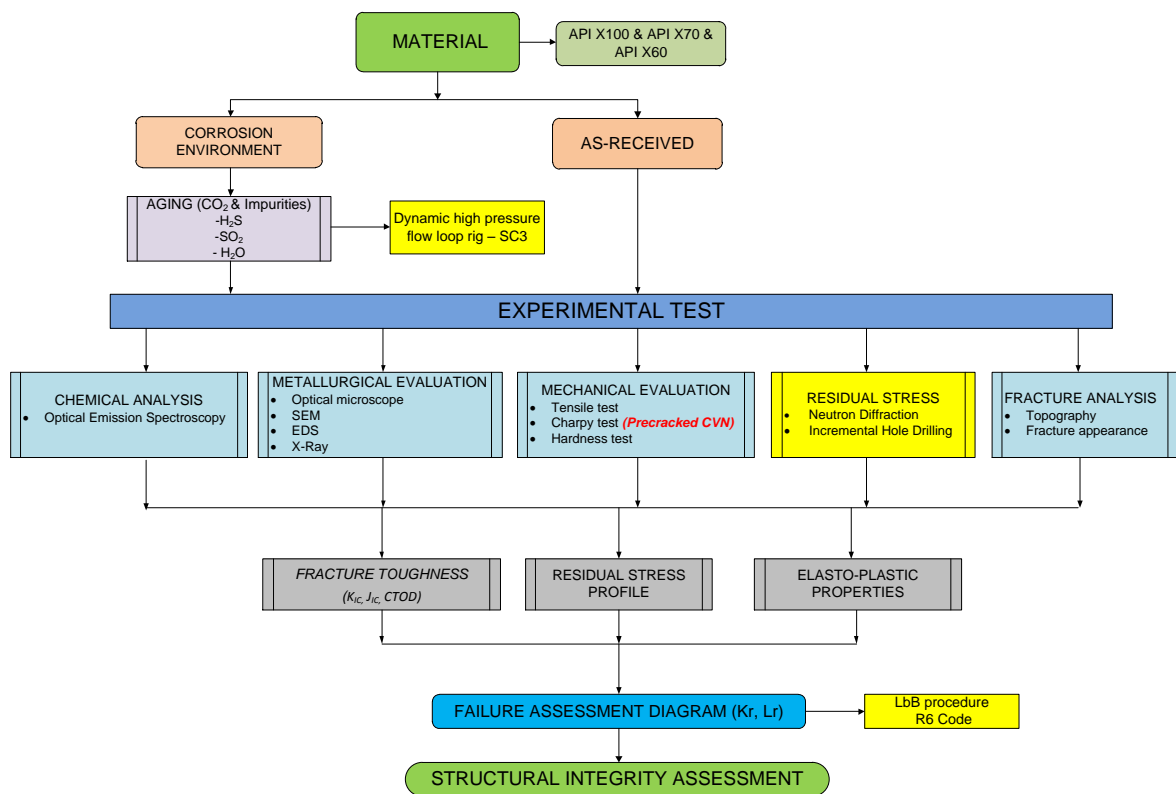 MATERIAL
API X100 & API X70 &
API X60
CORROSION
ENVIRONMENT
AS-RECEIVED
AGING (CO₂ & Impurities)
-H₂S
-SO₂
- H₂O
Dynamic high pressure
flow loop rig – SC3
EXPERIMENTAL TEST
CHEMICAL ANALYSIS
• Optical Emission Spectroscopy
METALLURGICAL EVALUATION
• Optical microscope
• SEM
• EDS
• X-Ray
MECHANICAL EVALUATION
• Tensile test
• Charpy test (Precracked CVN)
• Hardness test
RESIDUAL STRESS
• Neutron Diffraction
• Incremental Hole Drilling
FRACTURE ANALYSIS
• Topography
• Fracture appearance
FRACTURE TOUGHNESS
(K_IC, J_IC, CTOD)
RESIDUAL STRESS
PROFILE
ELASTO-PLASTIC
PROPERTIES
FAILURE ASSESSMENT DIAGRAM (Kr, Lr)
LbB procedure
R6 Code
STRUCTURAL INTEGRITY ASSESSMENT